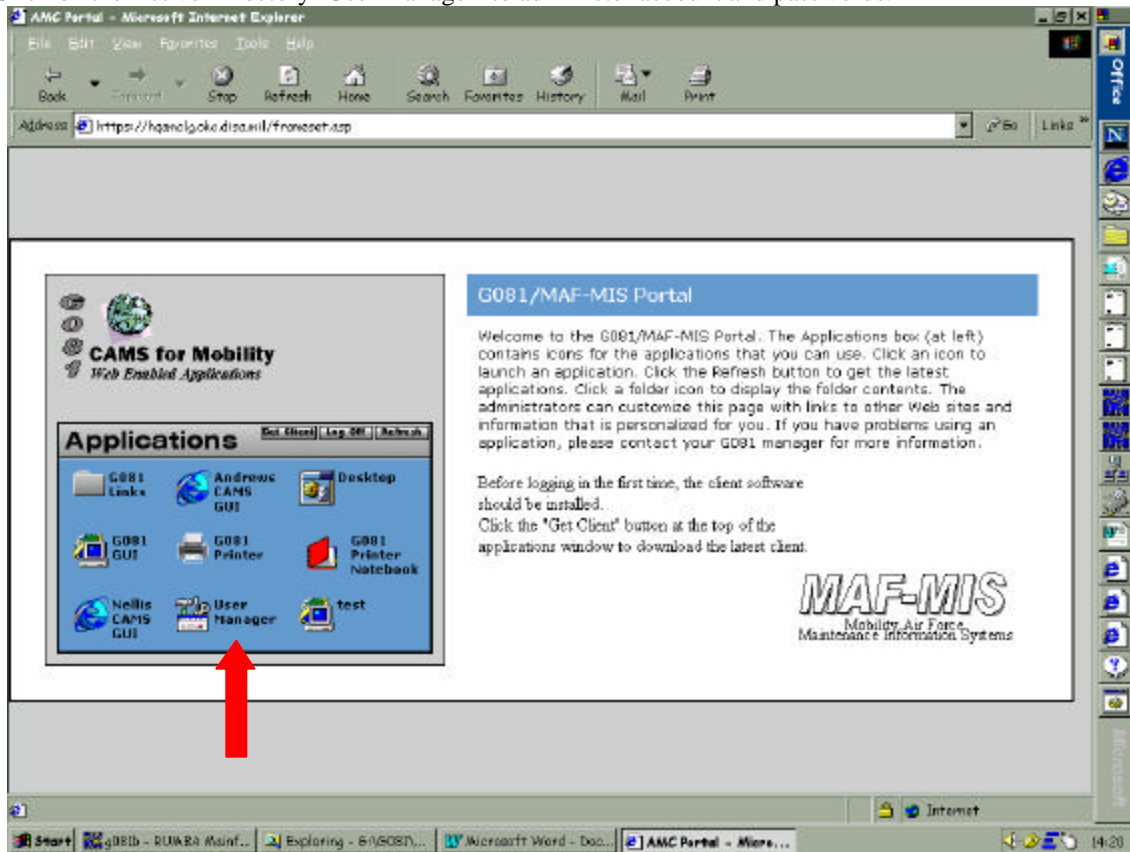 AMC Portal - Microsoft Internet Explorer
File Edit View Favorites Tools Help
Back Forward Stop Refresh Home Search Favorites History Mail Print
Address
Go Links »
Office
G081
CAMS for Mobility
Web Enabled Applications
Applications Get Client Log Off Refresh
G081 Links
Andrews CAMS GUI
Desktop
G081 GUI
G081 Printer
G081 Printer Notebook
Nellis CAMS GUI
User Manager
test
G081/MAF-MIS Portal
Welcome to the G081/MAF-MIS Portal. The Applications box (at left)
contains icons for the applications that you can use. Click an icon to
launch an application. Click the Refresh button to get the latest
applications. Click a folder icon to display the folder contents. The
administrators can customize this page with links to other Web sites and
information that is personalized for you. If you have problems using an
application, please contact your G081 manager for more information.
Before logging in the first time, the client software
should be installed.
Click the "Get Client" button at the top of the
applications window to download the latest client.
MAF-MIS
Mobility Air Force
Maintenance Information Systems
Microsoft
Internet
Start
Microsoft Word - Doc...
AMC Portal - Micro...
14:20